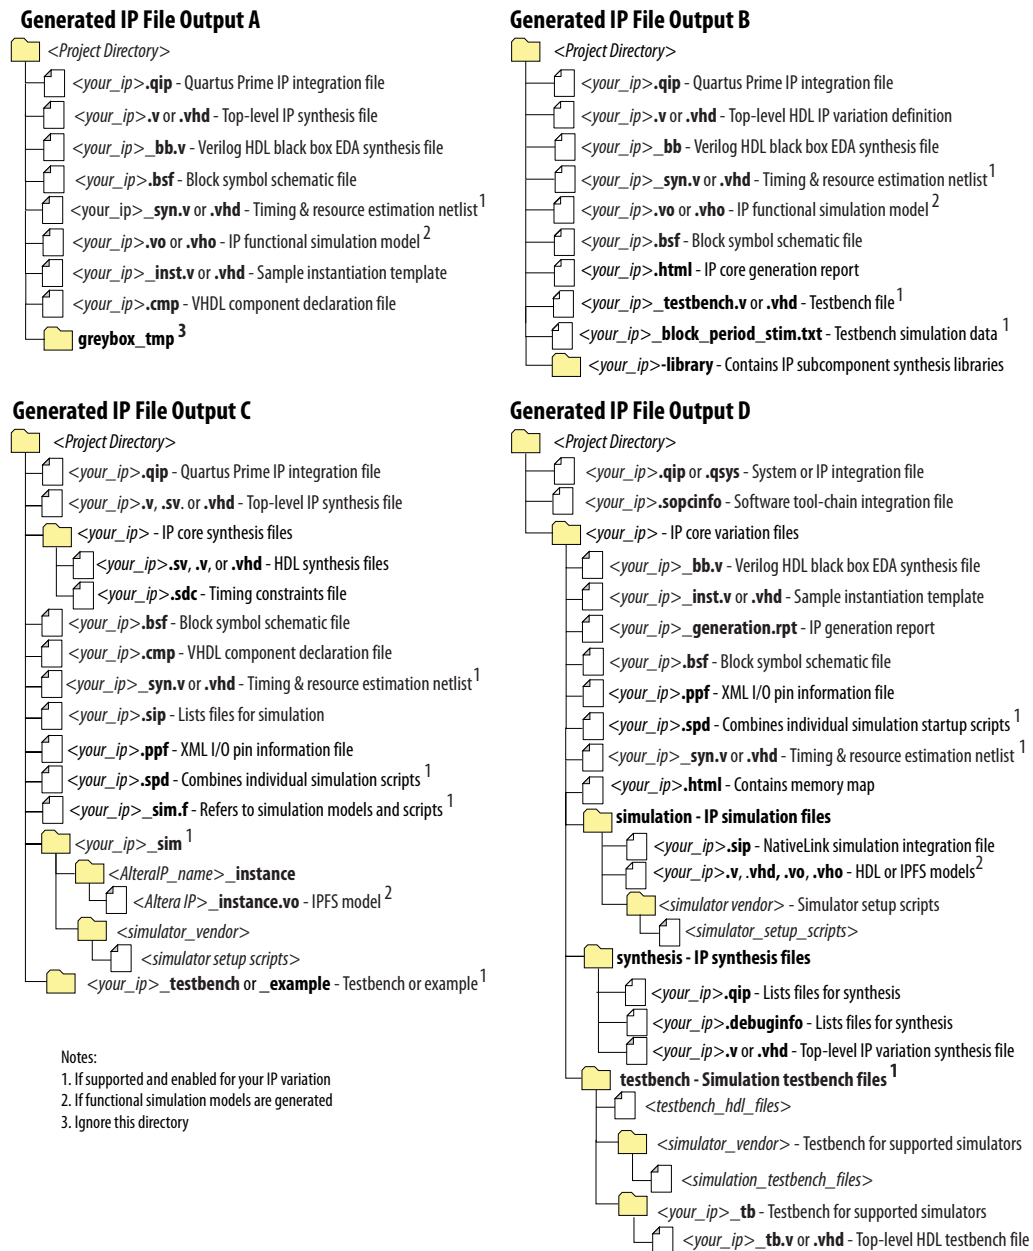 Generated IP File Output A
<Project Directory>
<your_ip>.qip - Quartus Prime IP integration file
<your_ip>.v or .vhd - Top-level IP synthesis file
<your_ip>_bb.v - Verilog HDL black box EDA synthesis file
<your_ip>.bsf - Block symbol schematic file
<your_ip>_syn.v or .vhd - Timing & resource estimation netlist 1
<your_ip>.vo or .vho - IP functional simulation model 2
<your_ip>_inst.v or .vhd - Sample instantiation template
<your_ip>.cmp - VHDL component declaration file
greybox_tmp 3
Generated IP File Output B
<Project Directory>
<your_ip>.qip - Quartus Prime IP integration file
<your_ip>.v or .vhd - Top-level HDL IP variation definition
<your_ip>_bb - Verilog HDL black box EDA synthesis file
<your_ip>_syn.v or .vhd - Timing & resource estimation netlist 1
<your_ip>.vo or .vho - IP functional simulation model 2
<your_ip>.bsf - Block symbol schematic file
<your_ip>.html - IP core generation report
<your_ip>_testbench.v or .vhd - Testbench file 1
<your_ip>_block_period_stim.txt - Testbench simulation data 1
<your_ip>-library - Contains IP subcomponent synthesis libraries
Generated IP File Output C
<Project Directory>
<your_ip>.qip - Quartus Prime IP integration file
<your_ip>.v, .sv. or .vhd - Top-level IP synthesis file
<your_ip> - IP core synthesis files
<your_ip>.sv, .v, or .vhd - HDL synthesis files
<your_ip>.sdc - Timing constraints file
<your_ip>.bsf - Block symbol schematic file
<your_ip>.cmp - VHDL component declaration file
<your_ip>_syn.v or .vhd - Timing & resource estimation netlist 1
<your_ip>.sip - Lists files for simulation
<your_ip>.ppf - XML I/O pin information file
<your_ip>.spd - Combines individual simulation scripts 1
<your_ip>_sim.f - Refers to simulation models and scripts 1
<your_ip>_sim 1
<AlteraIP_name>_instance
<Altera IP>_instance.vo - IPFS model 2
<simulator_vendor>
<simulator setup scripts>
<your_ip>_testbench or _example - Testbench or example 1
Notes:
1. If supported and enabled for your IP variation
2. If functional simulation models are generated
3. Ignore this directory
Generated IP File Output D
<Project Directory>
<your_ip>.qip or .qsys - System or IP integration file
<your_ip>.sopcinfo - Software tool-chain integration file
<your_ip> - IP core variation files
<your_ip>_bb.v - Verilog HDL black box EDA synthesis file
<your_ip>_inst.v or .vhd - Sample instantiation template
<your_ip>_generation.rpt - IP generation report
<your_ip>.bsf - Block symbol schematic file
<your_ip>.ppf - XML I/O pin information file
<your_ip>.spd - Combines individual simulation startup scripts 1
<your_ip>_syn.v or .vhd - Timing & resource estimation netlist 1
<your_ip>.html - Contains memory map
simulation - IP simulation files
<your_ip>.sip - NativeLink simulation integration file
<your_ip>.v, .vhd, .vo, .vho - HDL or IPFS models 2
<simulator vendor> - Simulator setup scripts
<simulator_setup_scripts>
synthesis - IP synthesis files
<your_ip>.qip - Lists files for synthesis
<your_ip>.debuginfo - Lists files for synthesis
<your_ip>.v or .vhd - Top-level IP variation synthesis file
testbench - Simulation testbench files 1
<testbench_hdl_files>
<simulator_vendor> - Testbench for supported simulators
<simulation_testbench_files>
<your_ip>_tb - Testbench for supported simulators
<your_ip>_tb.v or .vhd - Top-level HDL testbench file